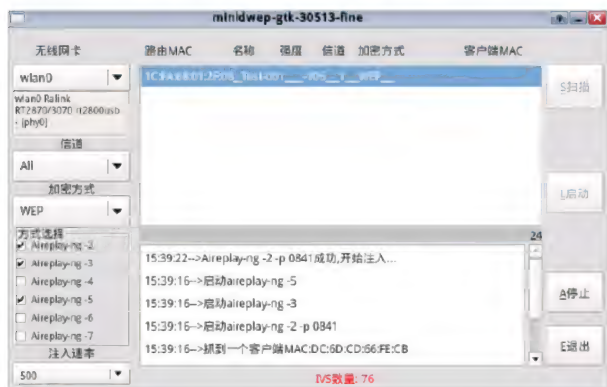 minidwep-gtk-30513-fine
无线网卡
路由MAC 名称 强度 信道 加密方式 客户端MAC
wlan0
wlan0 Ralink
RT2870/3070 rt2800usb
- [phy0]
信道
All
加密方式
WEP
方式选择
Aireplay-ng -2
Aireplay-ng -3
Aireplay-ng -4
Aireplay-ng -5
Aireplay-ng -6
Aireplay-ng -7
注入速率
500
24
15:39:22-->Aireplay-ng -2 -p 0841成功,开始注入...
15:39:16-->启动aireplay-ng -5
15:39:16-->启动aireplay-ng -3
15:39:16-->启动aireplay-ng -2 -p 0841
15:39:16-->抓到一个客户端MAC:DC:6D:CD:66:FE:CB
IVS数量: 76
S扫描
L启动
A停止
E退出